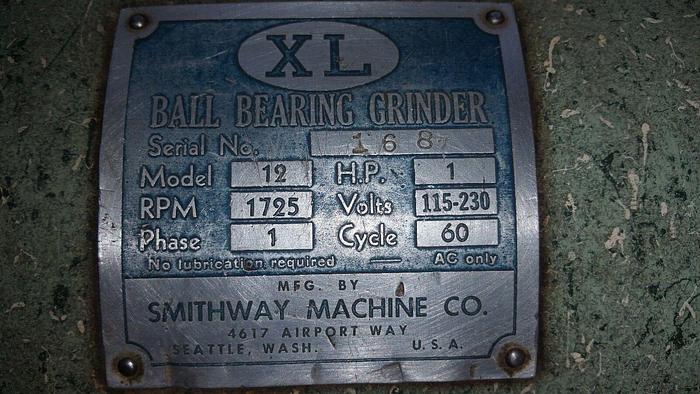 XL
BALL BEARING GRINDER
Serial No. 1687
Model 12 H.P. 1
RPM 1725 Volts 115-230
Phase 1 Cycle 60
No lubrication required — AC only
MFG. BY
SMITHWAY MACHINE CO.
4617 AIRPORT WAY
SEATTLE, WASH. U.S.A.